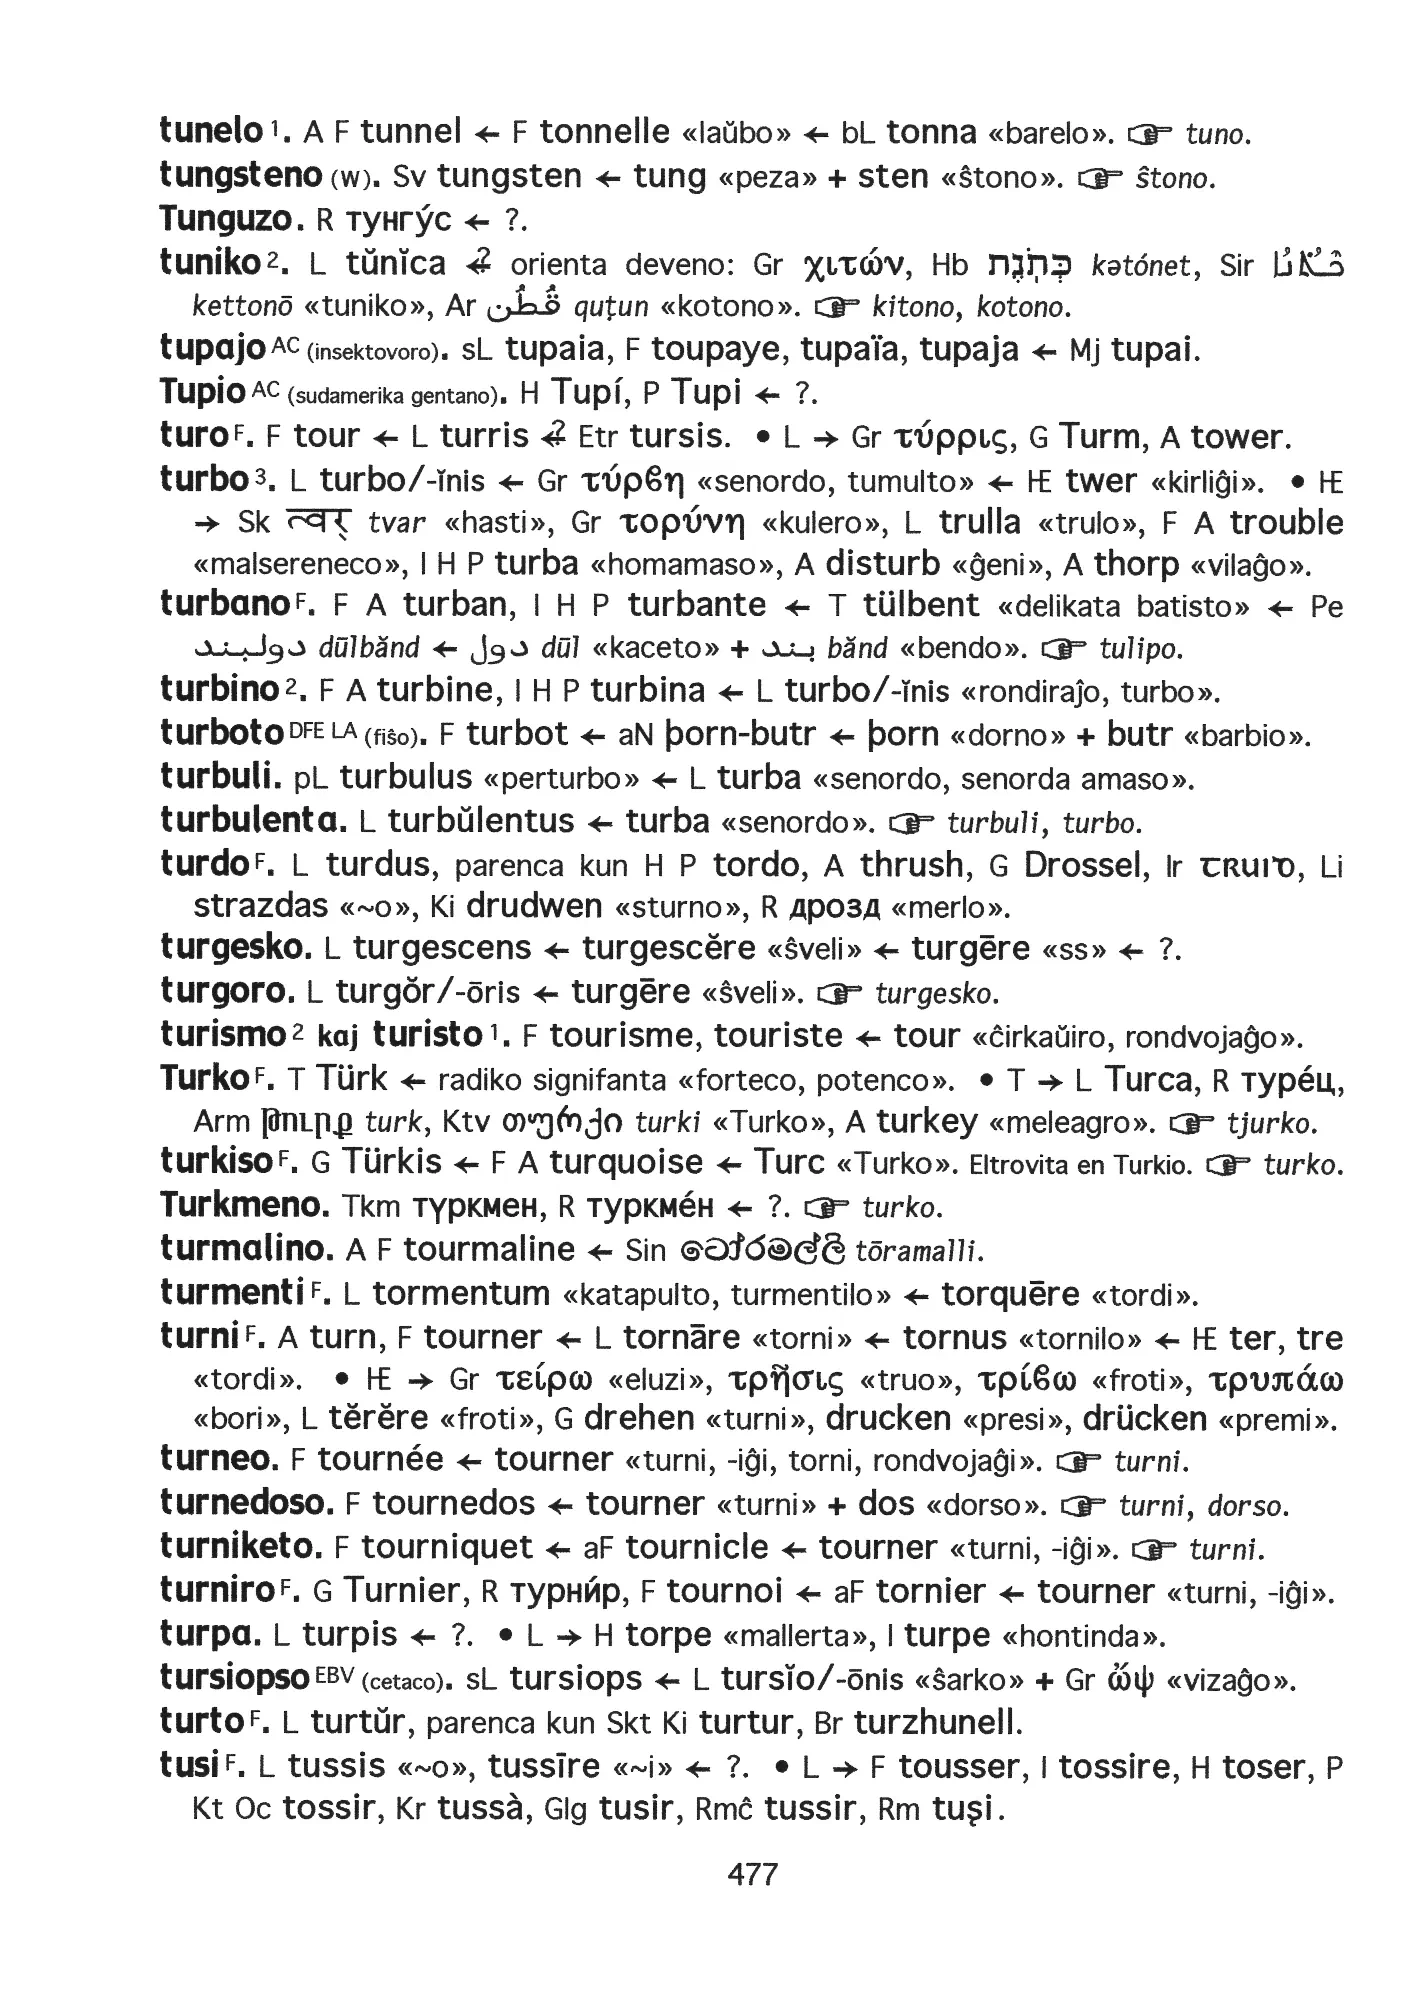 tunelo 1. A F tunnel ← F tonnelle «laŭbo» ← bL tonna «barelo». ☞ tuno.
tungsteno (W). Sv tungsten ← tung «peza» + sten «ŝtono». ☞ ŝtono.
Tunguzo. R тунгу́с ← ?.
tuniko 2. L tŭnĭca ←? orienta deveno: Gr χιτών, Hb כְּתֹנֶת kətónet, Sir
kettonō «tuniko», Ar قُطُن quṭun «kotono». ☞ kitono, kotono.
tupajo AC (insektovoro). sL tupaia, F toupaye, tupaïa, tupaja ← Mj tupai.
Tupio AC (sudamerika gentano). H Tupí, P Tupi ← ?.
turo F. F tour ← L turris ←? Etr tursis. • L → Gr τύρρις, G Turm, A tower.
turbo 3. L turbo/-ĭnis ← Gr τύρβη «senordo, tumulto» ← IE twer «kirliĝi». • IE
→ Sk त्वर् tvar «hasti», Gr τορύνη «kulero», L trulla «trulo», F A trouble
«malsereneco», I H P turba «homamaso», A disturb «ĝeni», A thorp «vilaĝo».
turbano F. F A turban, I H P turbante ← T tülbent «delikata batisto» ← Pe
دولبند dūlbănd ← دول dūl «kaceto» + بند bănd «bendo». ☞ tulipo.
turbino 2. F A turbine, I H P turbina ← L turbo/-ĭnis «rondiraĵo, turbo».
turboto DFE LA (fiŝo). F turbot ← aN þorn-butr ← þorn «dorno» + butr «barbio».
turbuli. pL turbulus «perturbo» ← L turba «senordo, senorda amaso».
turbulenta. L turbŭlentus ← turba «senordo». ☞ turbuli, turbo.
turdo F. L turdus, parenca kun H P tordo, A thrush, G Drossel, Ir truid, Li
strazdas «~o», Ki drudwen «sturno», R дрозд «merlo».
turgesko. L turgescens ← turgescĕre «ŝveli» ← turgēre «ss» ← ?.
turgoro. L turgŏr/-ōris ← turgēre «ŝveli». ☞ turgesko.
turismo 2 kaj turisto 1. F tourisme, touriste ← tour «ĉirkaŭiro, rondvojaĝo».
Turko F. T Türk ← radiko signifanta «forteco, potenco». • T → L Turca, R туре́ц,
Arm թուրք turk, Ktv თურქი turki «Turko», A turkey «meleagro». ☞ tjurko.
turkiso F. G Türkis ← F A turquoise ← Turc «Turko». Eltrovita en Turkio. ☞ turko.
Turkmeno. Tkm түркмен, R туркме́н ← ?. ☞ turko.
turmalino. A F tourmaline ← Sin තෝරමල්ලි tōramalli.
turmenti F. L tormentum «katapulto, turmentilo» ← torquēre «tordi».
turni F. A turn, F tourner ← L tornāre «torni» ← tornus «tornilo» ← IE ter, tre
«tordi». • IE → Gr τείρω «eluzi», τρῆσις «truo», τρίβω «froti», τρυπάω
«bori», L tĕrĕre «froti», G drehen «turni», drucken «presi», drücken «premi».
turneo. F tournée ← tourner «turni, -iĝi, torni, rondvojaĝi». ☞ turni.
turnedoso. F tournedos ← tourner «turni» + dos «dorso». ☞ turni, dorso.
turniketo. F tourniquet ← aF tournicle ← tourner «turni, -iĝi». ☞ turni.
turniro F. G Turnier, R турни́р, F tournoi ← aF tornier ← tourner «turni, -iĝi».
turpa. L turpis ← ?. • L → H torpe «mallerta», I turpe «hontinda».
tursiopso EBV (cetaco). sL tursiops ← L tursĭo/-ōnis «ŝarko» + Gr ὤψ «vizaĝo».
turto F. L turtŭr, parenca kun Skt Ki turtur, Br turzhunell.
tusi F. L tussis «~o», tussīre «~i» ← ?. • L → F tousser, I tossire, H toser, P
Kt Oc tossir, Kr tussà, Glg tusir, Rmĉ tussir, Rm tuși.
477